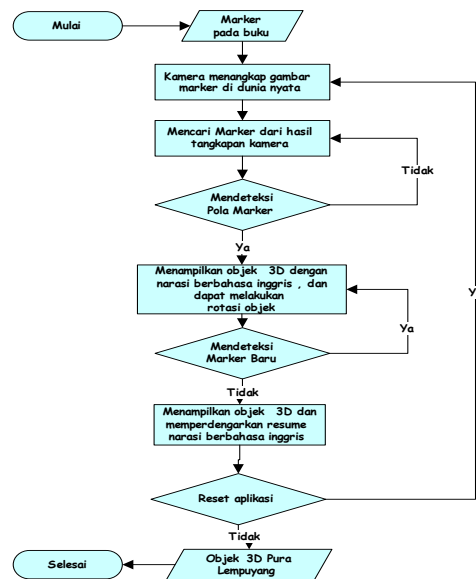 Mulai
Marker
pada buku
Kamera menangkap gambar
marker di dunia nyata
Mencari Marker dari hasil
tangkapan kamera
Tidak
Mendeteksi
Pola Marker
Ya
Menampilkan objek 3D dengan
narasi berbahasa inggris , dan
dapat melakukan
rotasi objek
Y
Ya
Mendeteksi
Marker Baru
Tidak
Menampilkan objek 3D dan
memperdengarkan resume
narasi berbahasa inggris
Reset aplikasi
Tidak
Selesai
Objek 3D Pura
Lempuyang